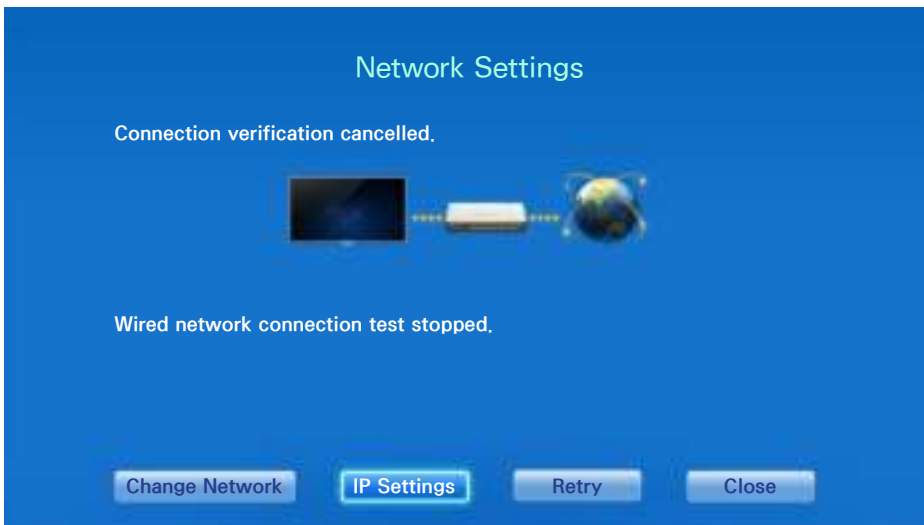 Network Settings
Connection verification cancelled.
Wired network connection test stopped.
Change Network IP Settings Retry Close